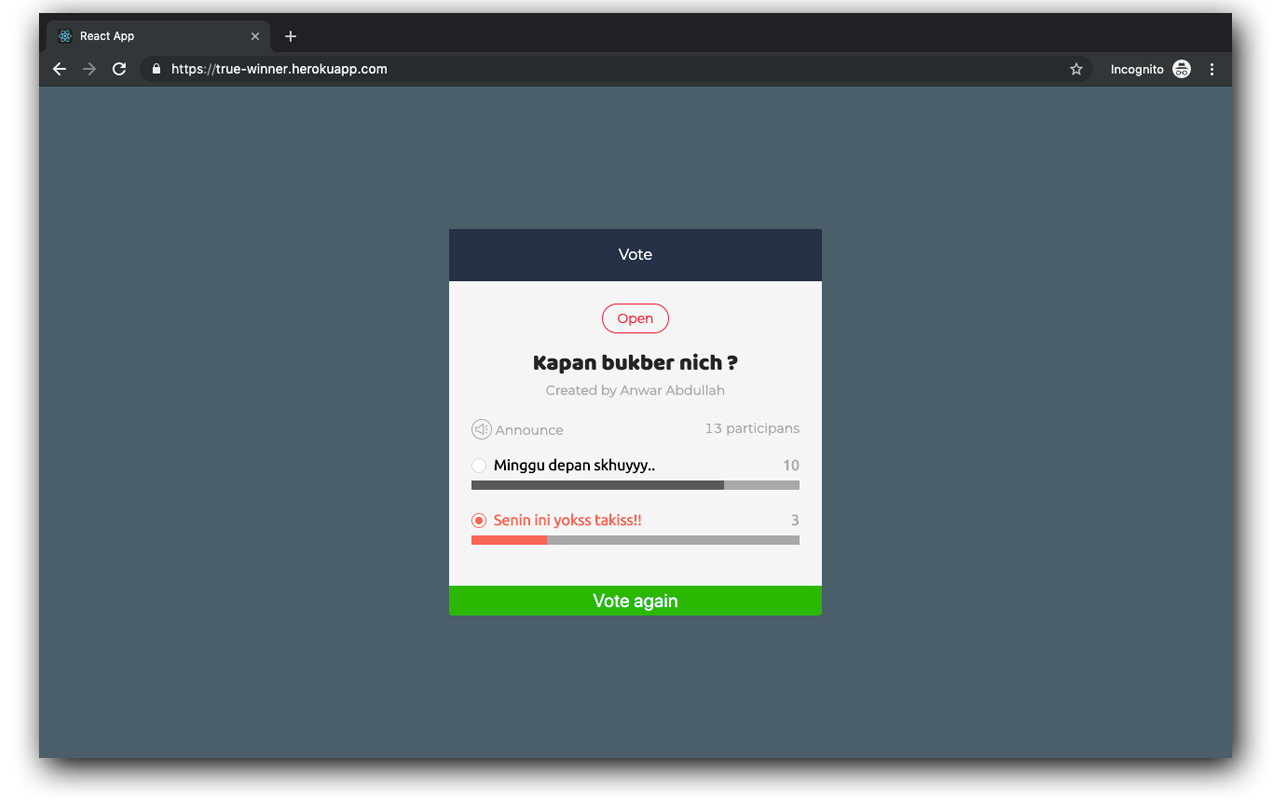 React App
https://true-winner.herokuapp.com
Incognito
Vote
Open
Kapan bukber nich ?
Created by Anwar Abdullah
Announce 13 participans
Minggu depan skhuyyy.. 10
Senin ini yokss takiss!! 3
Vote again